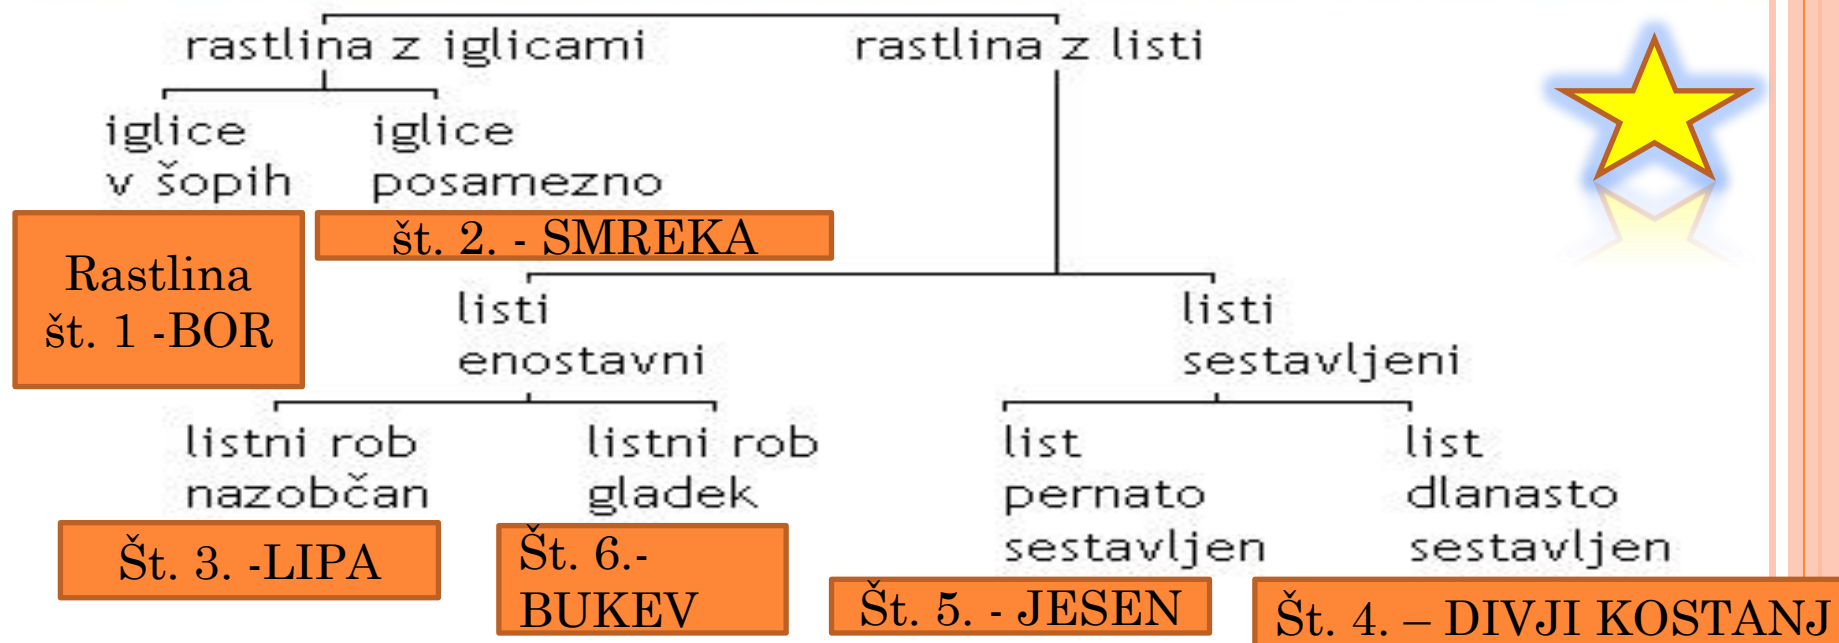 rastlina z iglicami
rastlina z listi
iglice
v šopih
iglice
posamezno
Rastlina
št. 1 -BOR
št. 2. - SMREKA
listi
enostavni
listi
sestavljeni
listni rob
nazobčan
listni rob
gladek
list
pernato
sestavljen
list
dlanasto
sestavljen
Št. 3. -LIPA
Št. 6.-
BUKEV
Št. 5. - JESEN
Št. 4. – DIVJI KOSTANJ